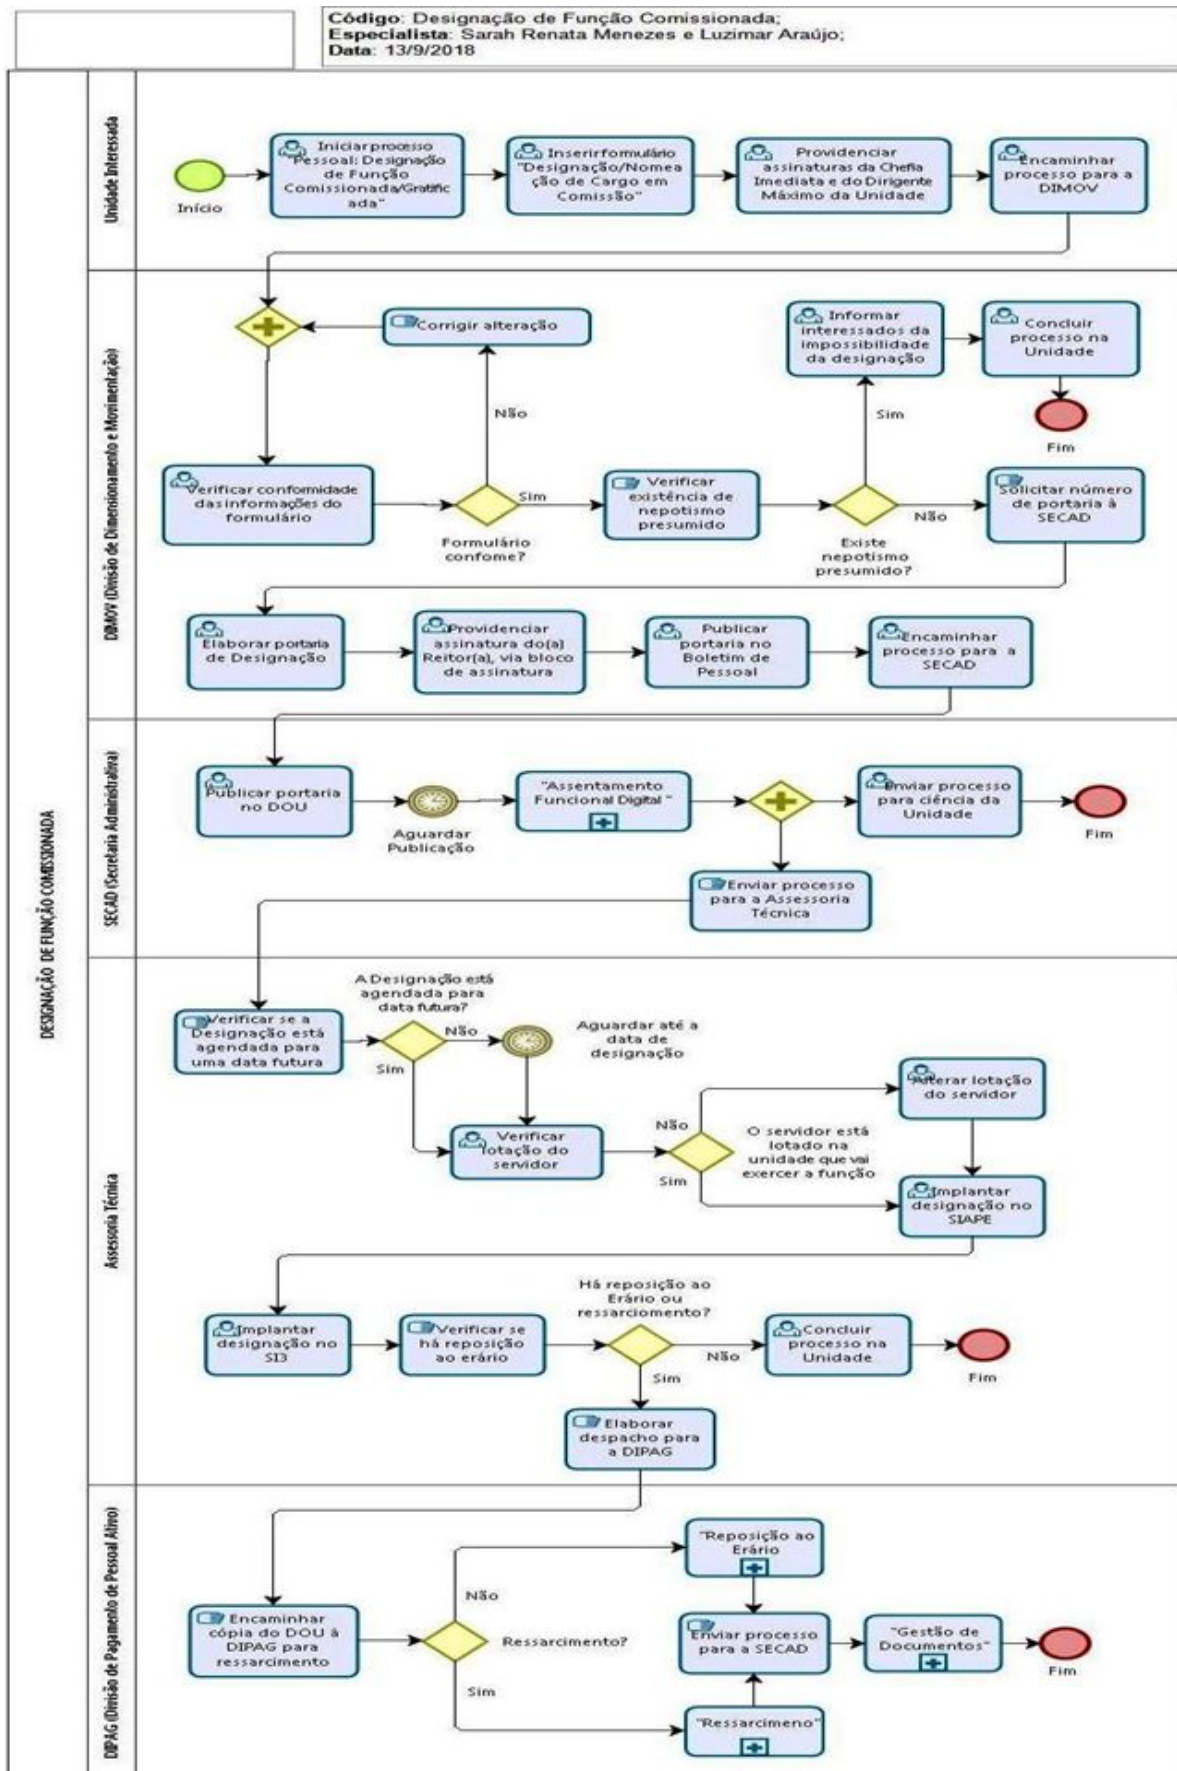 Código: Designação de Função Comissionada;
Especialista: Sarah Renata Menezes e Luzimar Araújo;
Data: 13/9/2018
DESIGNAÇÃO DE FUNÇÃO COMISSIONADA
Unidade Interessada
Início
Iniciar processo
"Pessoal: Designação
de Função
Comissionada/Gratific
ada"
Inserir formulário
"Designação/Nomea
ção de Cargo em
Comissão"
Providenciar
assinaturas da Chefia
Imediata e do Dirigente
Máximo da Unidade
Encaminhar
processo para a
DIMOV
DIMOV (Divisão de Dimensionamento e Movimentação)
Corrigir alteração
Informar
interessados da
impossibilidade
da designação
Concluir
processo na
Unidade
Não
Sim
Fim
Verificar conformidade
das informações do
formulário
Sim
Formulário
confome?
Verificar
existência de
nepotismo
presumido
Não
Existe
nepotismo
presumido?
Solicitar número
de portaria à
SECAD
Elaborar portaria
de Designação
Providenciar
assinatura do(a)
Reitor(a), via bloco
de assinatura
Publicar
portaria no
Boletim de
Pessoal
Encaminhar
processo para a
SECAD
SECAD (Secretaria Administrativa)
Publicar portaria
no DOU
Aguardar
Publicação
"Assentamento
Funcional Digital "
Enviar processo
para ciência da
Unidade
Fim
Enviar processo
para a Assessoria
Técnica
Assessoria Técnica
A Designação está
agendada para
data futura?
Verificar se a
Designação está
agendada para
uma data futura
Não
Sim
Aguardar até a
data de
designação
Verificar
lotação do
servidor
Não
Sim
O servidor está
lotado na
unidade que vai
exercer a função
Alterar lotação
do servidor
Implantar
designação no
SIAPE
Há reposição ao
Erário ou
ressarciomento?
Implantar
designação no
SI3
Verificar se
há reposição
ao erário
Não
Sim
Concluir
processo na
Unidade
Fim
Elaborar
despacho para
a DIPAG
DIPAG (Divisão de Pagamento de Pessoal Ativo)
Encaminhar
cópia do DOU à
DIPAG para
ressarcimento
Não
Ressarcimento?
Sim
"Reposição ao
Erário
Enviar processo
para a SECAD
"Ressarcimeno"
"Gestão de
Documentos"
Fim